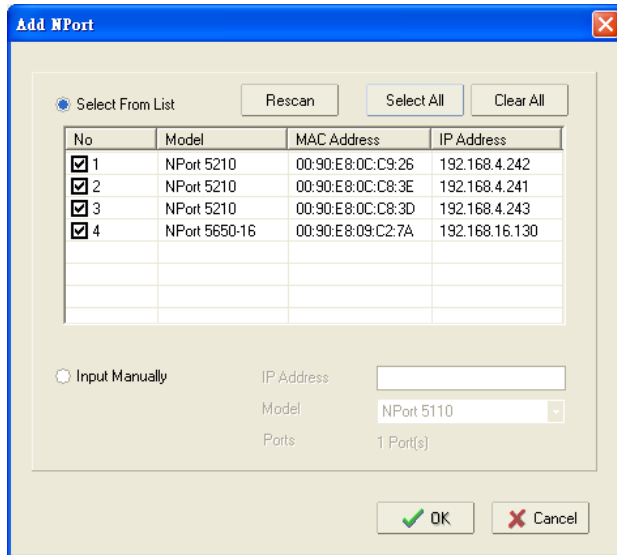 Add NPort
Select From List Rescan Select All Clear All
No Model MAC Address IP Address
1 NPort 5210 00:90:E8:0C:C9:26 192.168.4.242
2 NPort 5210 00:90:E8:0C:C8:3E 192.168.4.241
3 NPort 5210 00:90:E8:0C:C8:3D 192.168.4.243
4 NPort 5650-16 00:90:E8:09:C2:7A 192.168.16.130
Input Manually IP Address
Model NPort 5110
Ports 1 Port(s)
OK Cancel